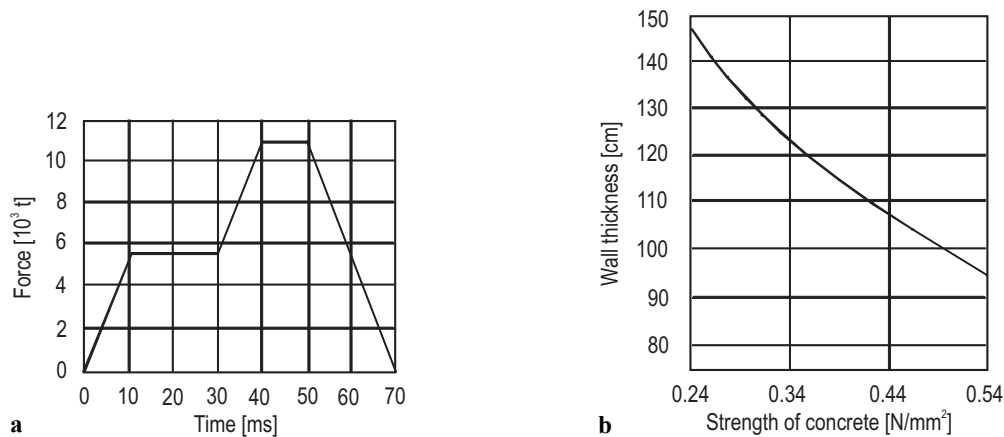 12
10
8
6
4
2
0
Force [10³ t]
0 10 20 30 40 50 60 70
Time [ms]
a
150
140
130
120
110
100
90
80
Wall thickness [cm]
0.24 0.34 0.44 0.54
Strength of concrete [N/mm²]
b